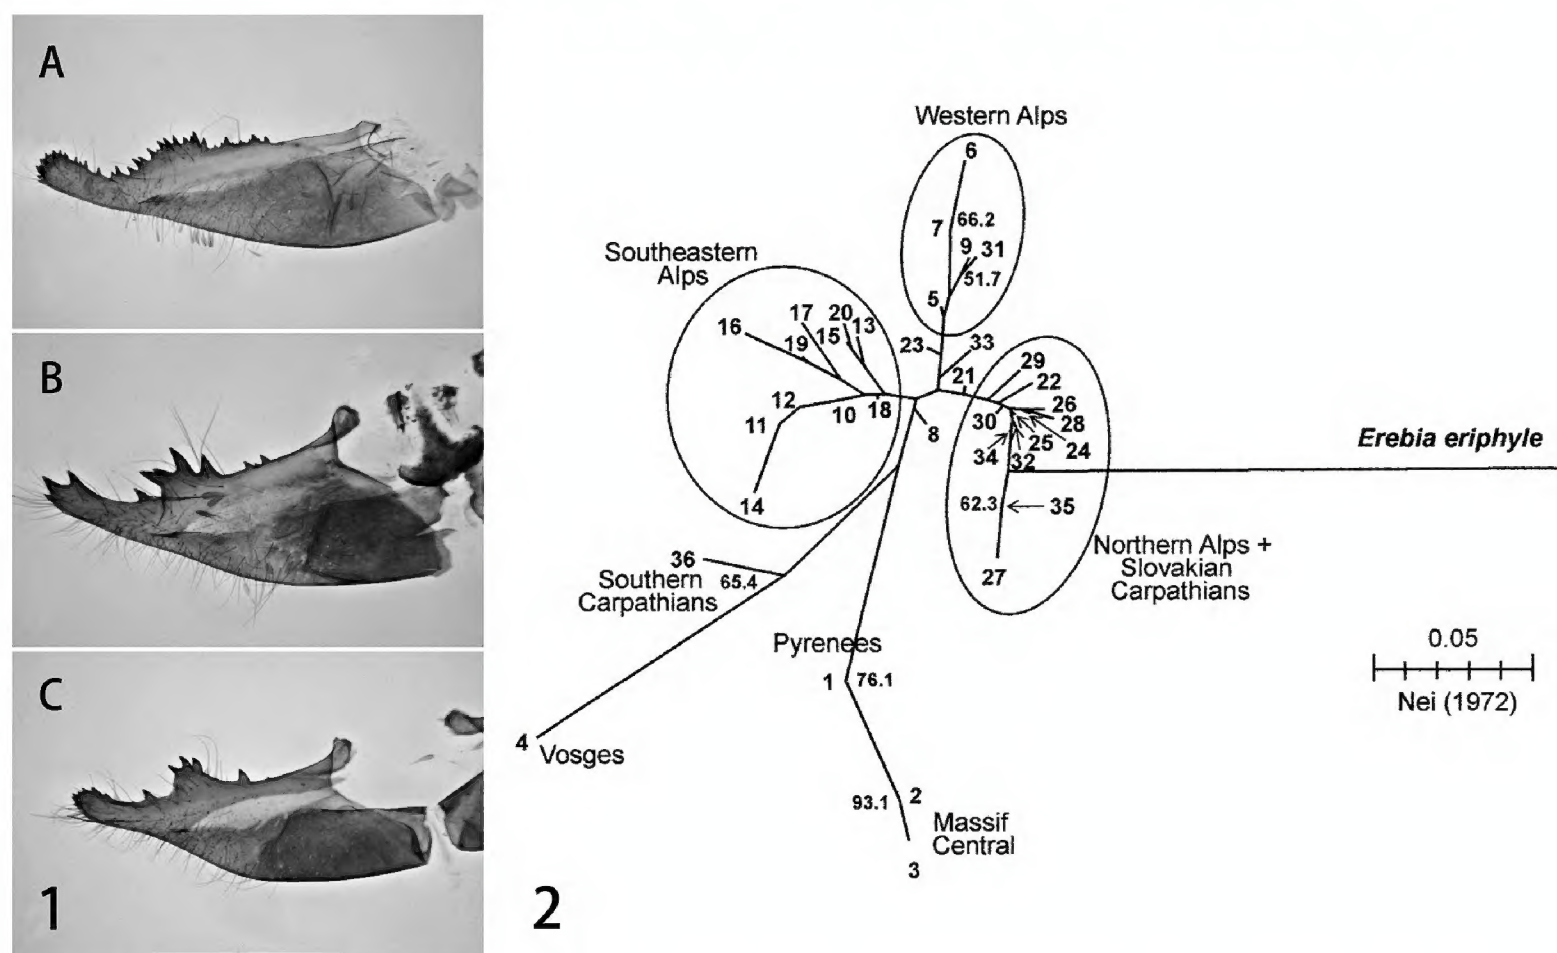 A
B
C
1
Western Alps
6
7
66.2
9
31
51.7
5
Southeastern
Alps
17
20
16
15
13
19
23
33
21
29
22
12
10
18
11
8
30
26
28
25
24
34
32
14
Erebia eriphyle
62.3
35
27
Northern Alps +
Slovakian
Carpathians
36
Southern
Carpathians
65.4
Pyrenees
1
76.1
0.05
Nei (1972)
4
Vosges
93.1
2
Massif
Central
3
2